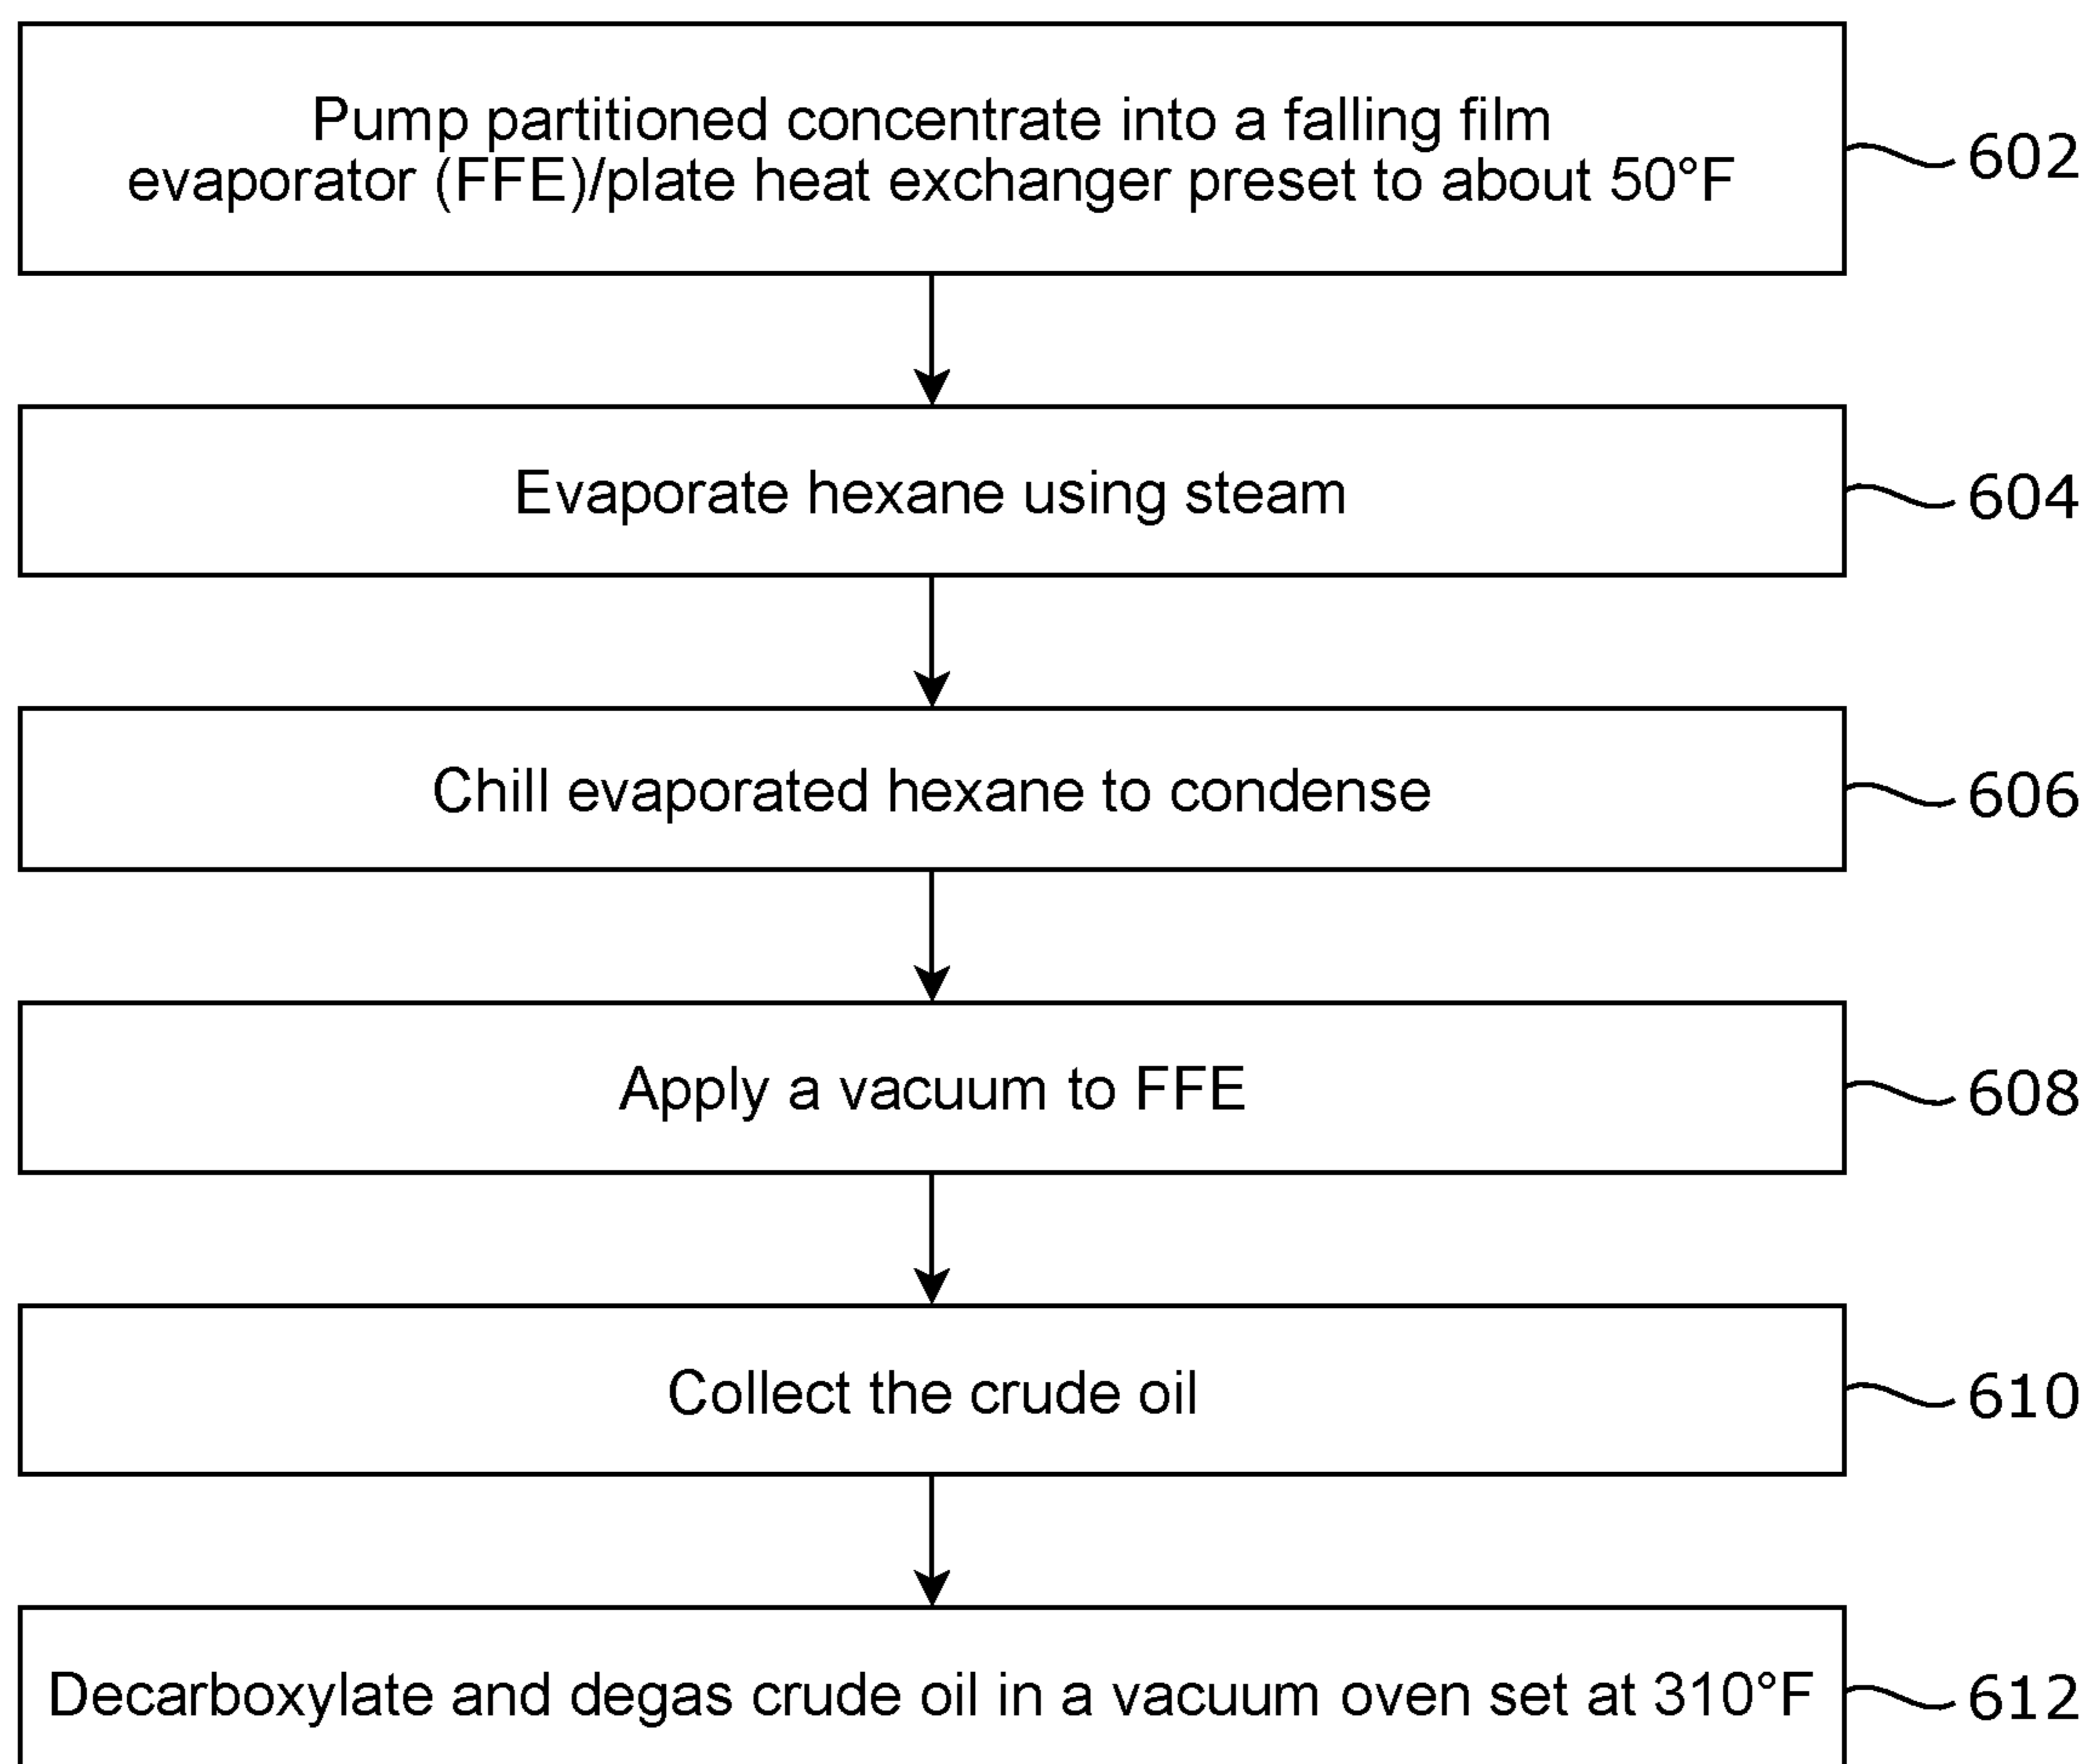 Pump partitioned concentrate into a falling film
evaporator (FFE)/plate heat exchanger preset to about 50°F
602
Evaporate hexane using steam
604
Chill evaporated hexane to condense
606
Apply a vacuum to FFE
608
Collect the crude oil
610
Decarboxylate and degas crude oil in a vacuum oven set at 310°F
612